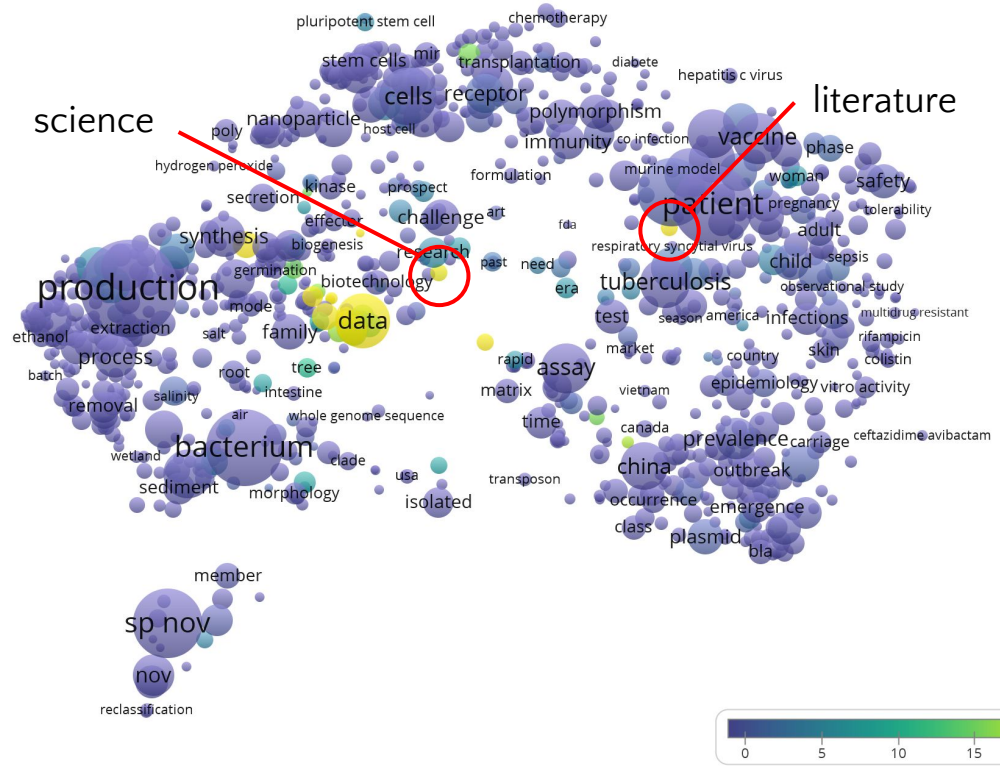 pluripotent stem cell
chemotherapy
stem cells
mir
transplantation
diabete
hepatitis c virus
cells
receptor
literature
science
poly
nanoparticle
host cell
polymorphism
immunity
co infection
vaccine
phase
hydrogen peroxide
kinase
prospect
formulation
murine model
woman
safety
secretion
effector
challenge
art
fda
patient
pregnancy
tolerability
synthesis
biogenesis
research
respiratory syncytial virus
adult
germination
biotechnology
past
need
child
sepsis
production
mode
era
tuberculosis
observational study
extraction
salt
family
data
test
season
america
infections
multidrug resistant
ethanol
process
rapid
assay
market
country
skin
rifampicin
colistin
batch
root
tree
intestine
matrix
vietnam
epidemiology
vitro activity
removal
salinity
air
whole genome sequence
time
canada
wetland
bacterium
clade
usa
china
prevalence
carriage
ceftazidime avibactam
sediment
morphology
isolated
transposon
occurrence
outbreak
class
emergence
plasmid
bla
member
sp nov
nov
reclassification
0 5 10 15